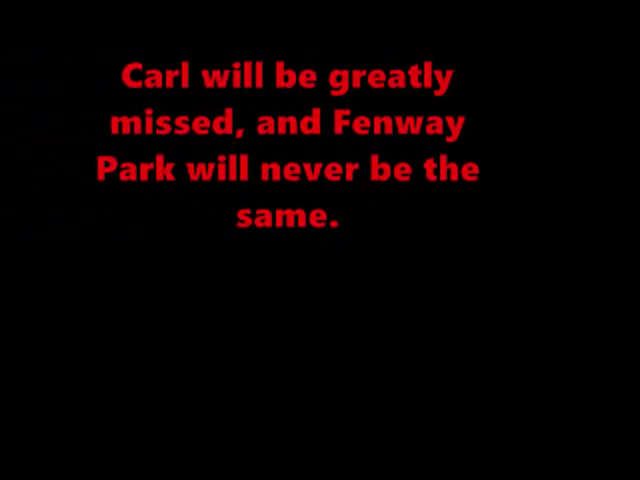 Carl will be greatly
missed, and Fenway
Park will never be the
same.